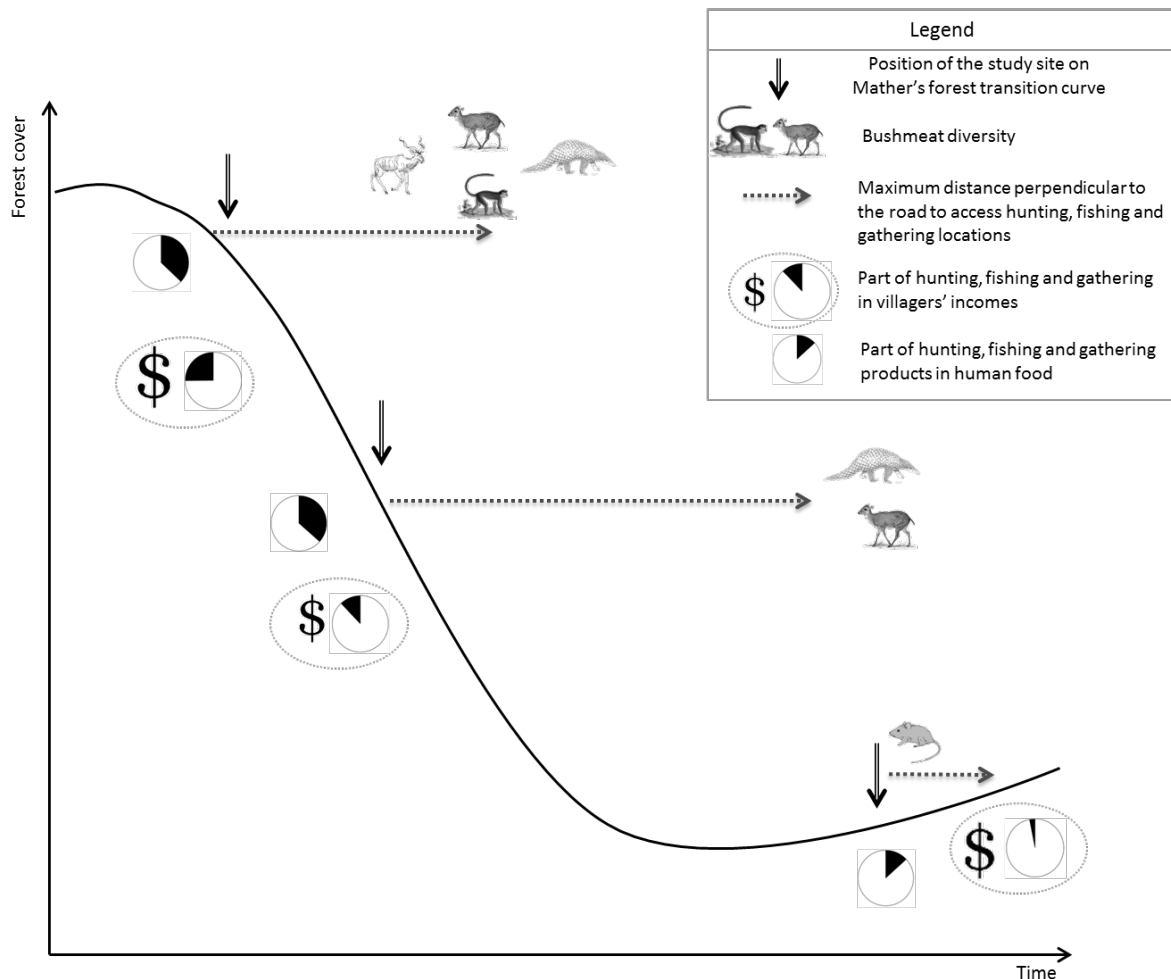 Legend
Position of the study site on
Mather's forest transition curve
Bushmeat diversity
Maximum distance perpendicular to
the road to access hunting, fishing and
gathering locations
$
Part of hunting, fishing and gathering
in villagers' incomes
Part of hunting, fishing and gathering
products in human food
Forest cover
$
$
$
Time